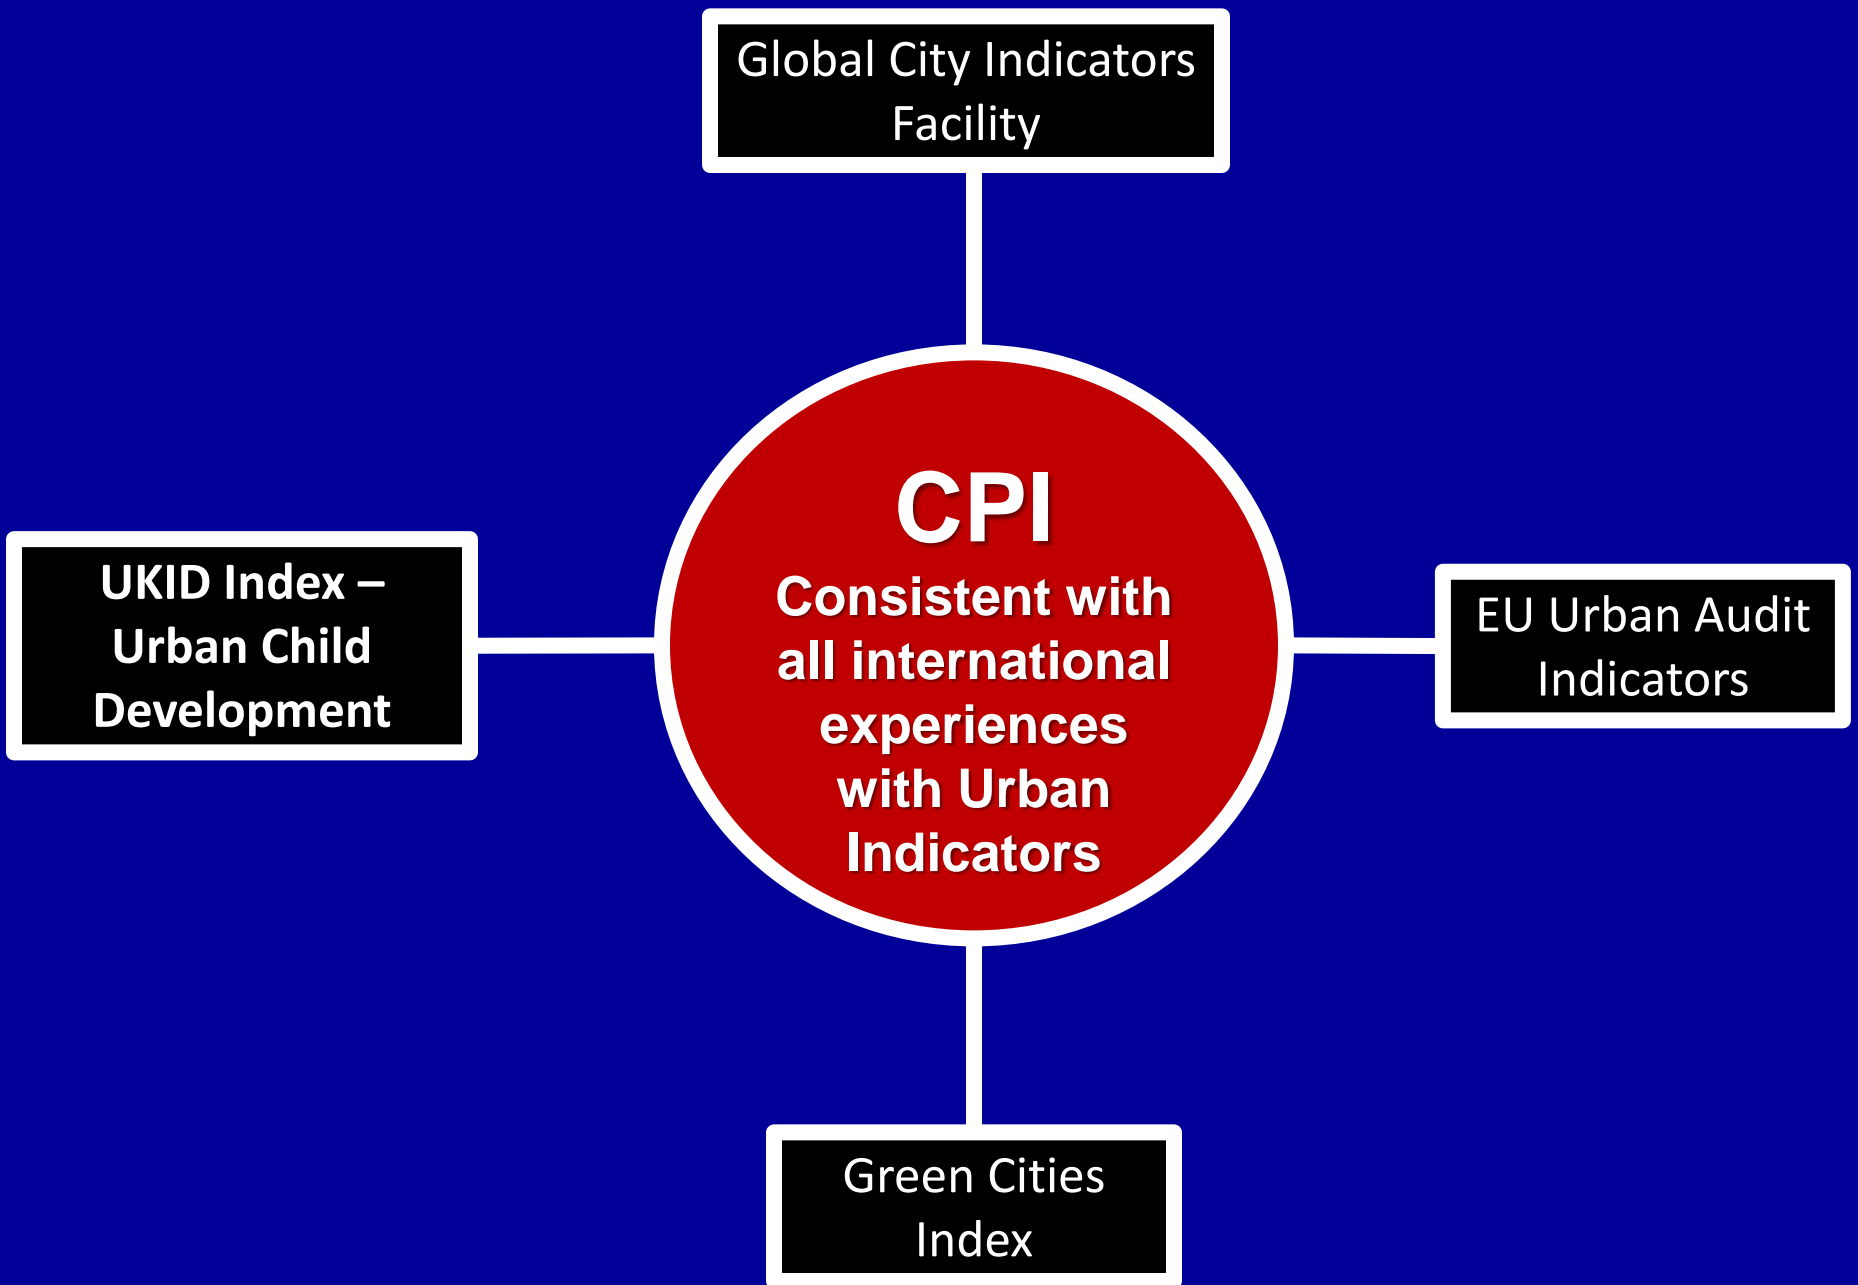 Global City Indicators
Facility
CPI
Consistent with
all international
experiences
with Urban
Indicators
UKID Index –
Urban Child
Development
EU Urban Audit
Indicators
Green Cities
Index